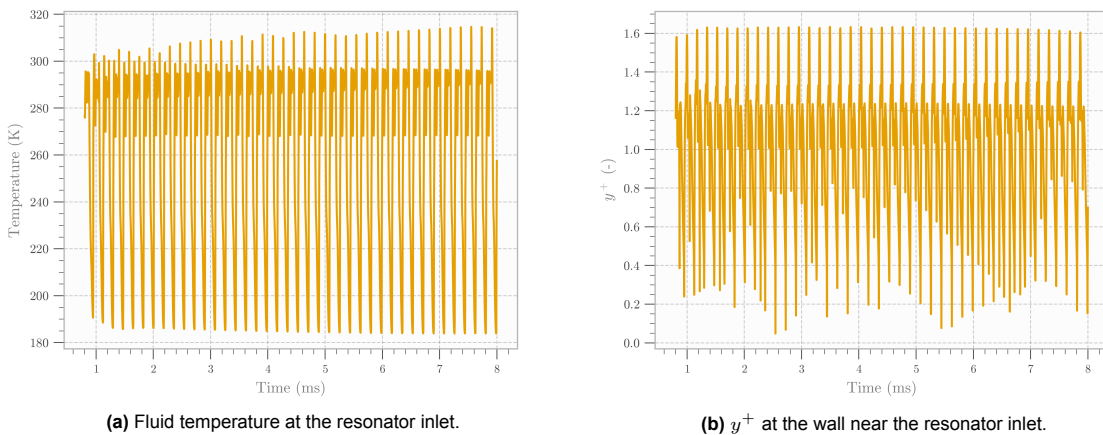 320
300
280
260
240
220
200
180
Temperature (K)
1 2 3 4 5 6 7 8
Time (ms)
(a) Fluid temperature at the resonator inlet.
1.6
1.4
1.2
1.0
0.8
0.6
0.4
0.2
0.0
y⁺ (-)
1 2 3 4 5 6 7 8
Time (ms)
(b) y⁺ at the wall near the resonator inlet.